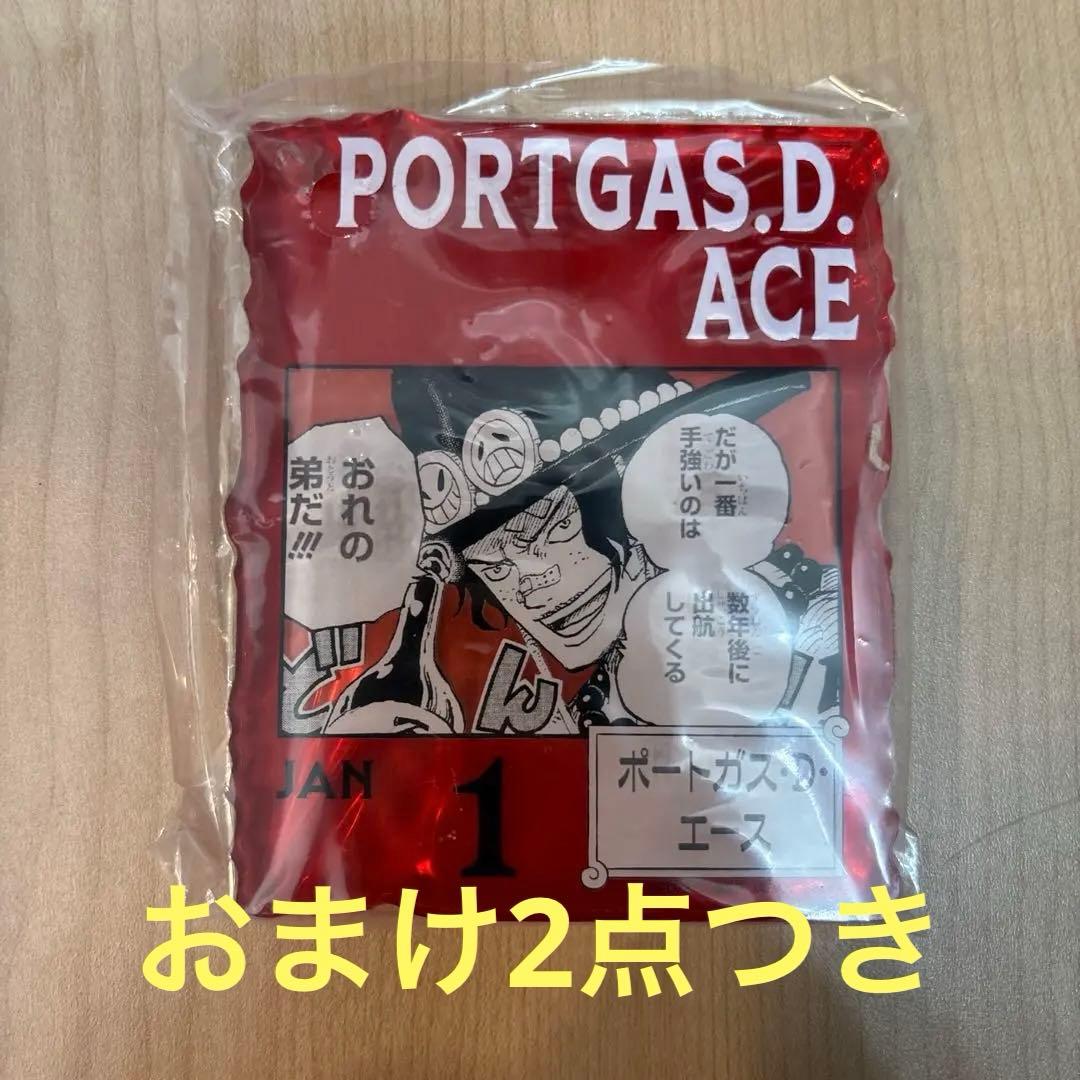 PORTGAS.D.
ACE
だが一番
手強いのは
数年後に
出航
してくる
おれの
弟だ!!!
どん
JAN
1
ポートガス・D・
エース
おまけ2点つき